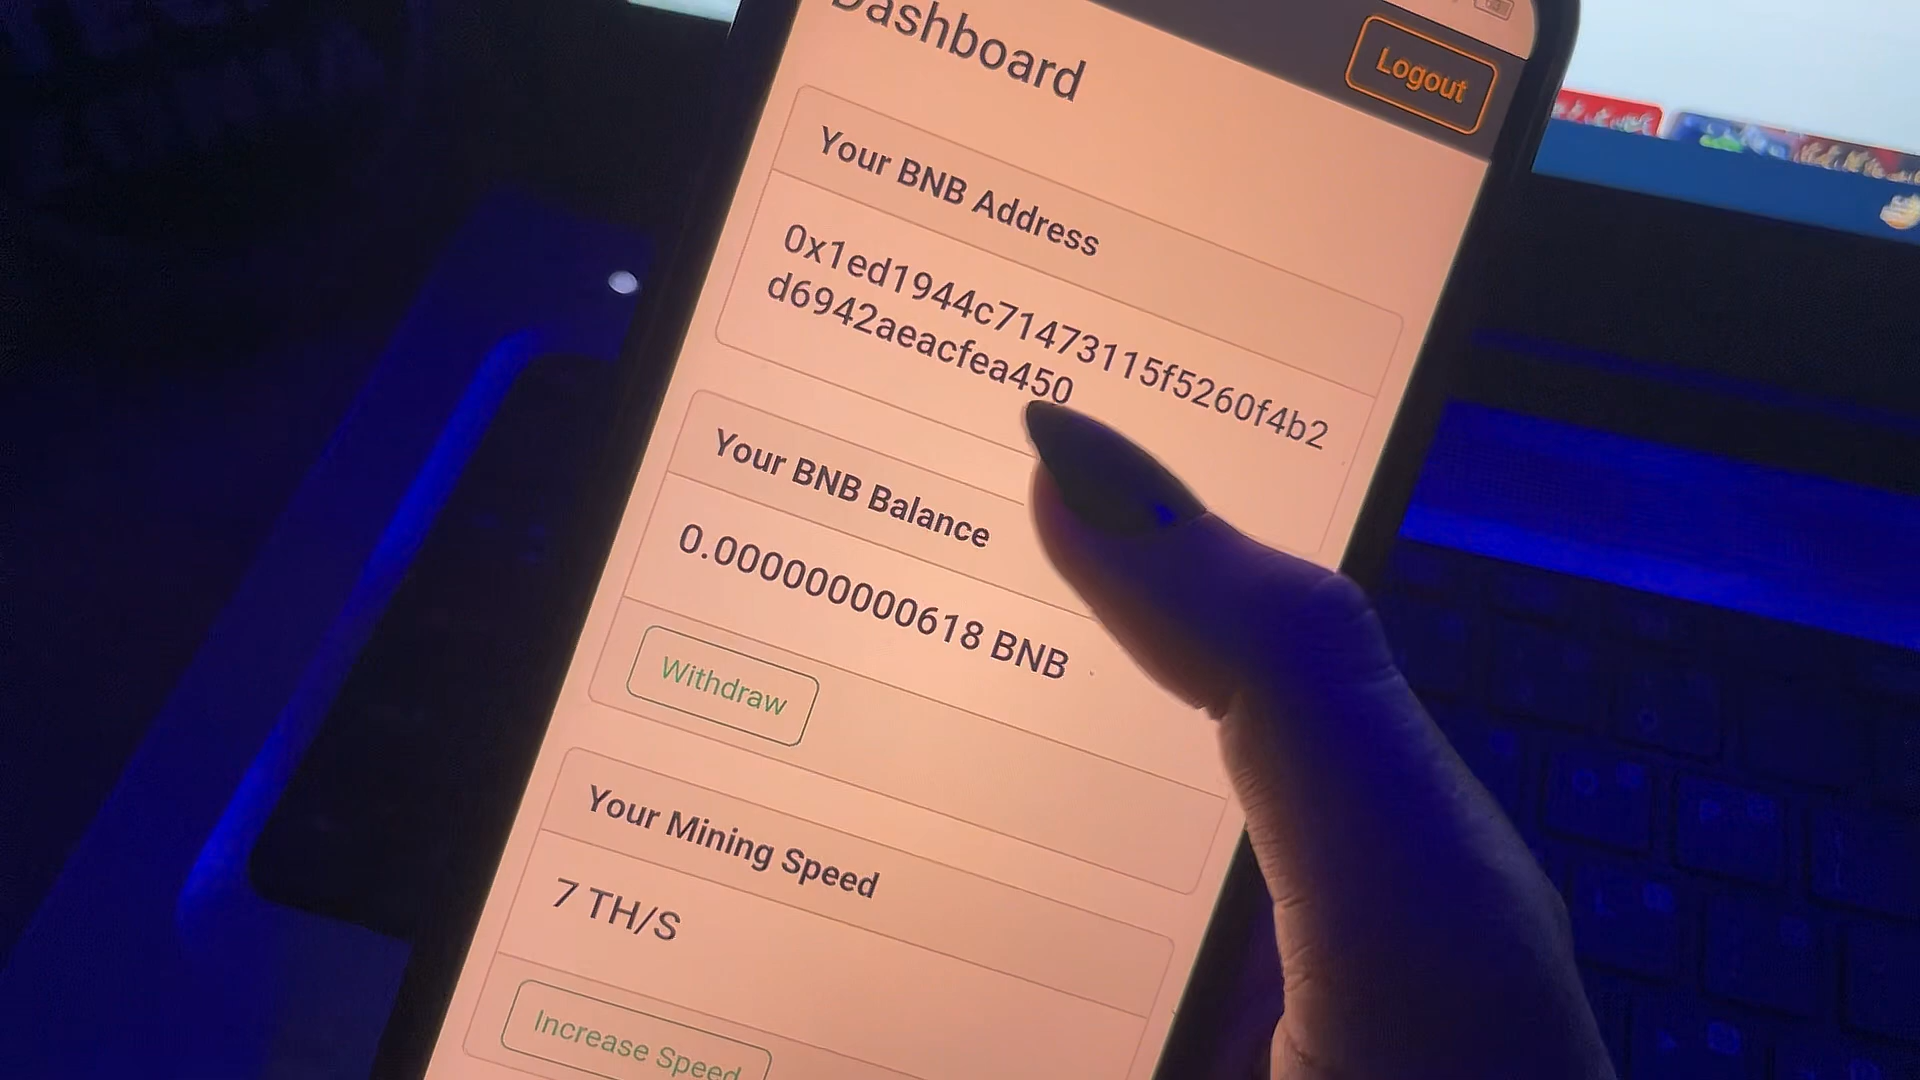 Dashboard
Logout
Your BNB Address
0x1ed1944c71473115f5260f4b2
d6942aeacfea450
Your BNB Balance
0.000000000618 BNB
Withdraw
Your Mining Speed
7 TH/S
Increase Speed